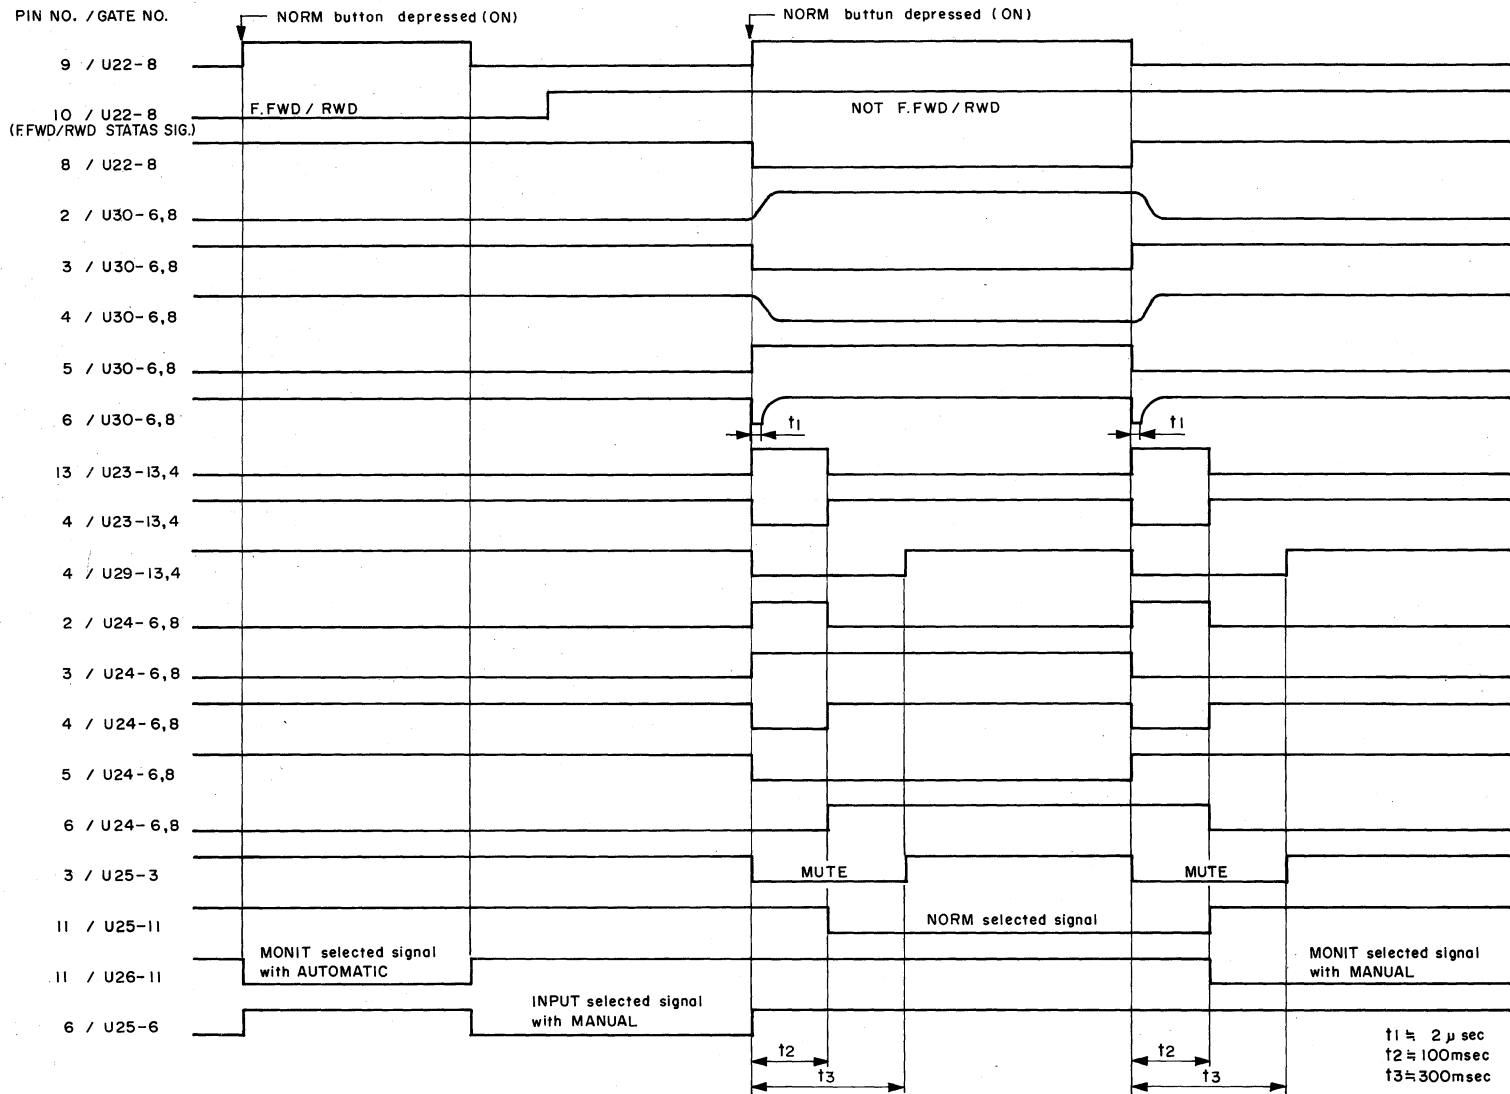 PIN NO. / GATE NO.
NORM button depressed (ON)
NORM buttun depressed (ON)
9 / U22-8
10 / U22-8
F.FWD / RWD
NOT F.FWD / RWD
(F.FWD/RWD STATAS SIG.)
8 / U22-8
2 / U30-6,8
3 / U30-6,8
4 / U30-6,8
5 / U30-6,8
6 / U30-6,8
t1
t1
13 / U23-13,4
4 / U23-13,4
4 / U29-13,4
2 / U24-6,8
3 / U24-6,8
4 / U24-6,8
5 / U24-6,8
6 / U24-6,8
3 / U25-3
MUTE
MUTE
11 / U25-11
NORM selected signal
11 / U26-11
MONIT selected signal
with AUTOMATIC
MONIT selected signal
with MANUAL
6 / U25-6
INPUT selected signal
with MANUAL
t2
t3
t2
t3
t1 ≒ 2 μ sec
t2 ≒ 100msec
t3 ≒ 300msec